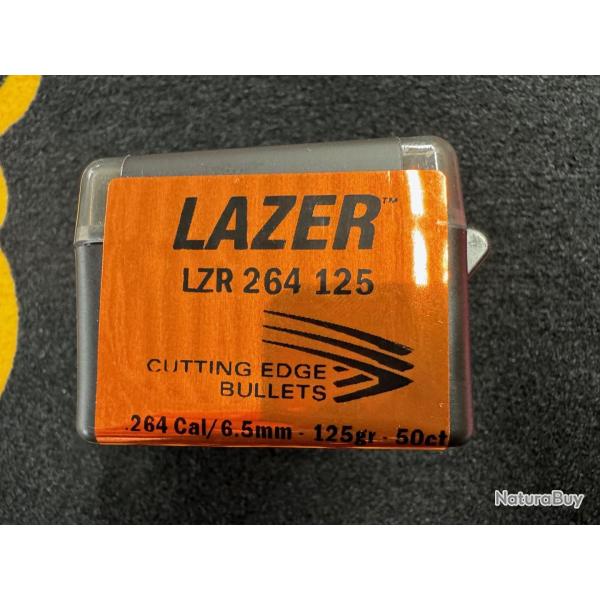 LAZER™
LZR 264 125
CUTTING EDGE
BULLETS
.264 Cal/6.5mm - 125gr - 50ct
NaturaBuy